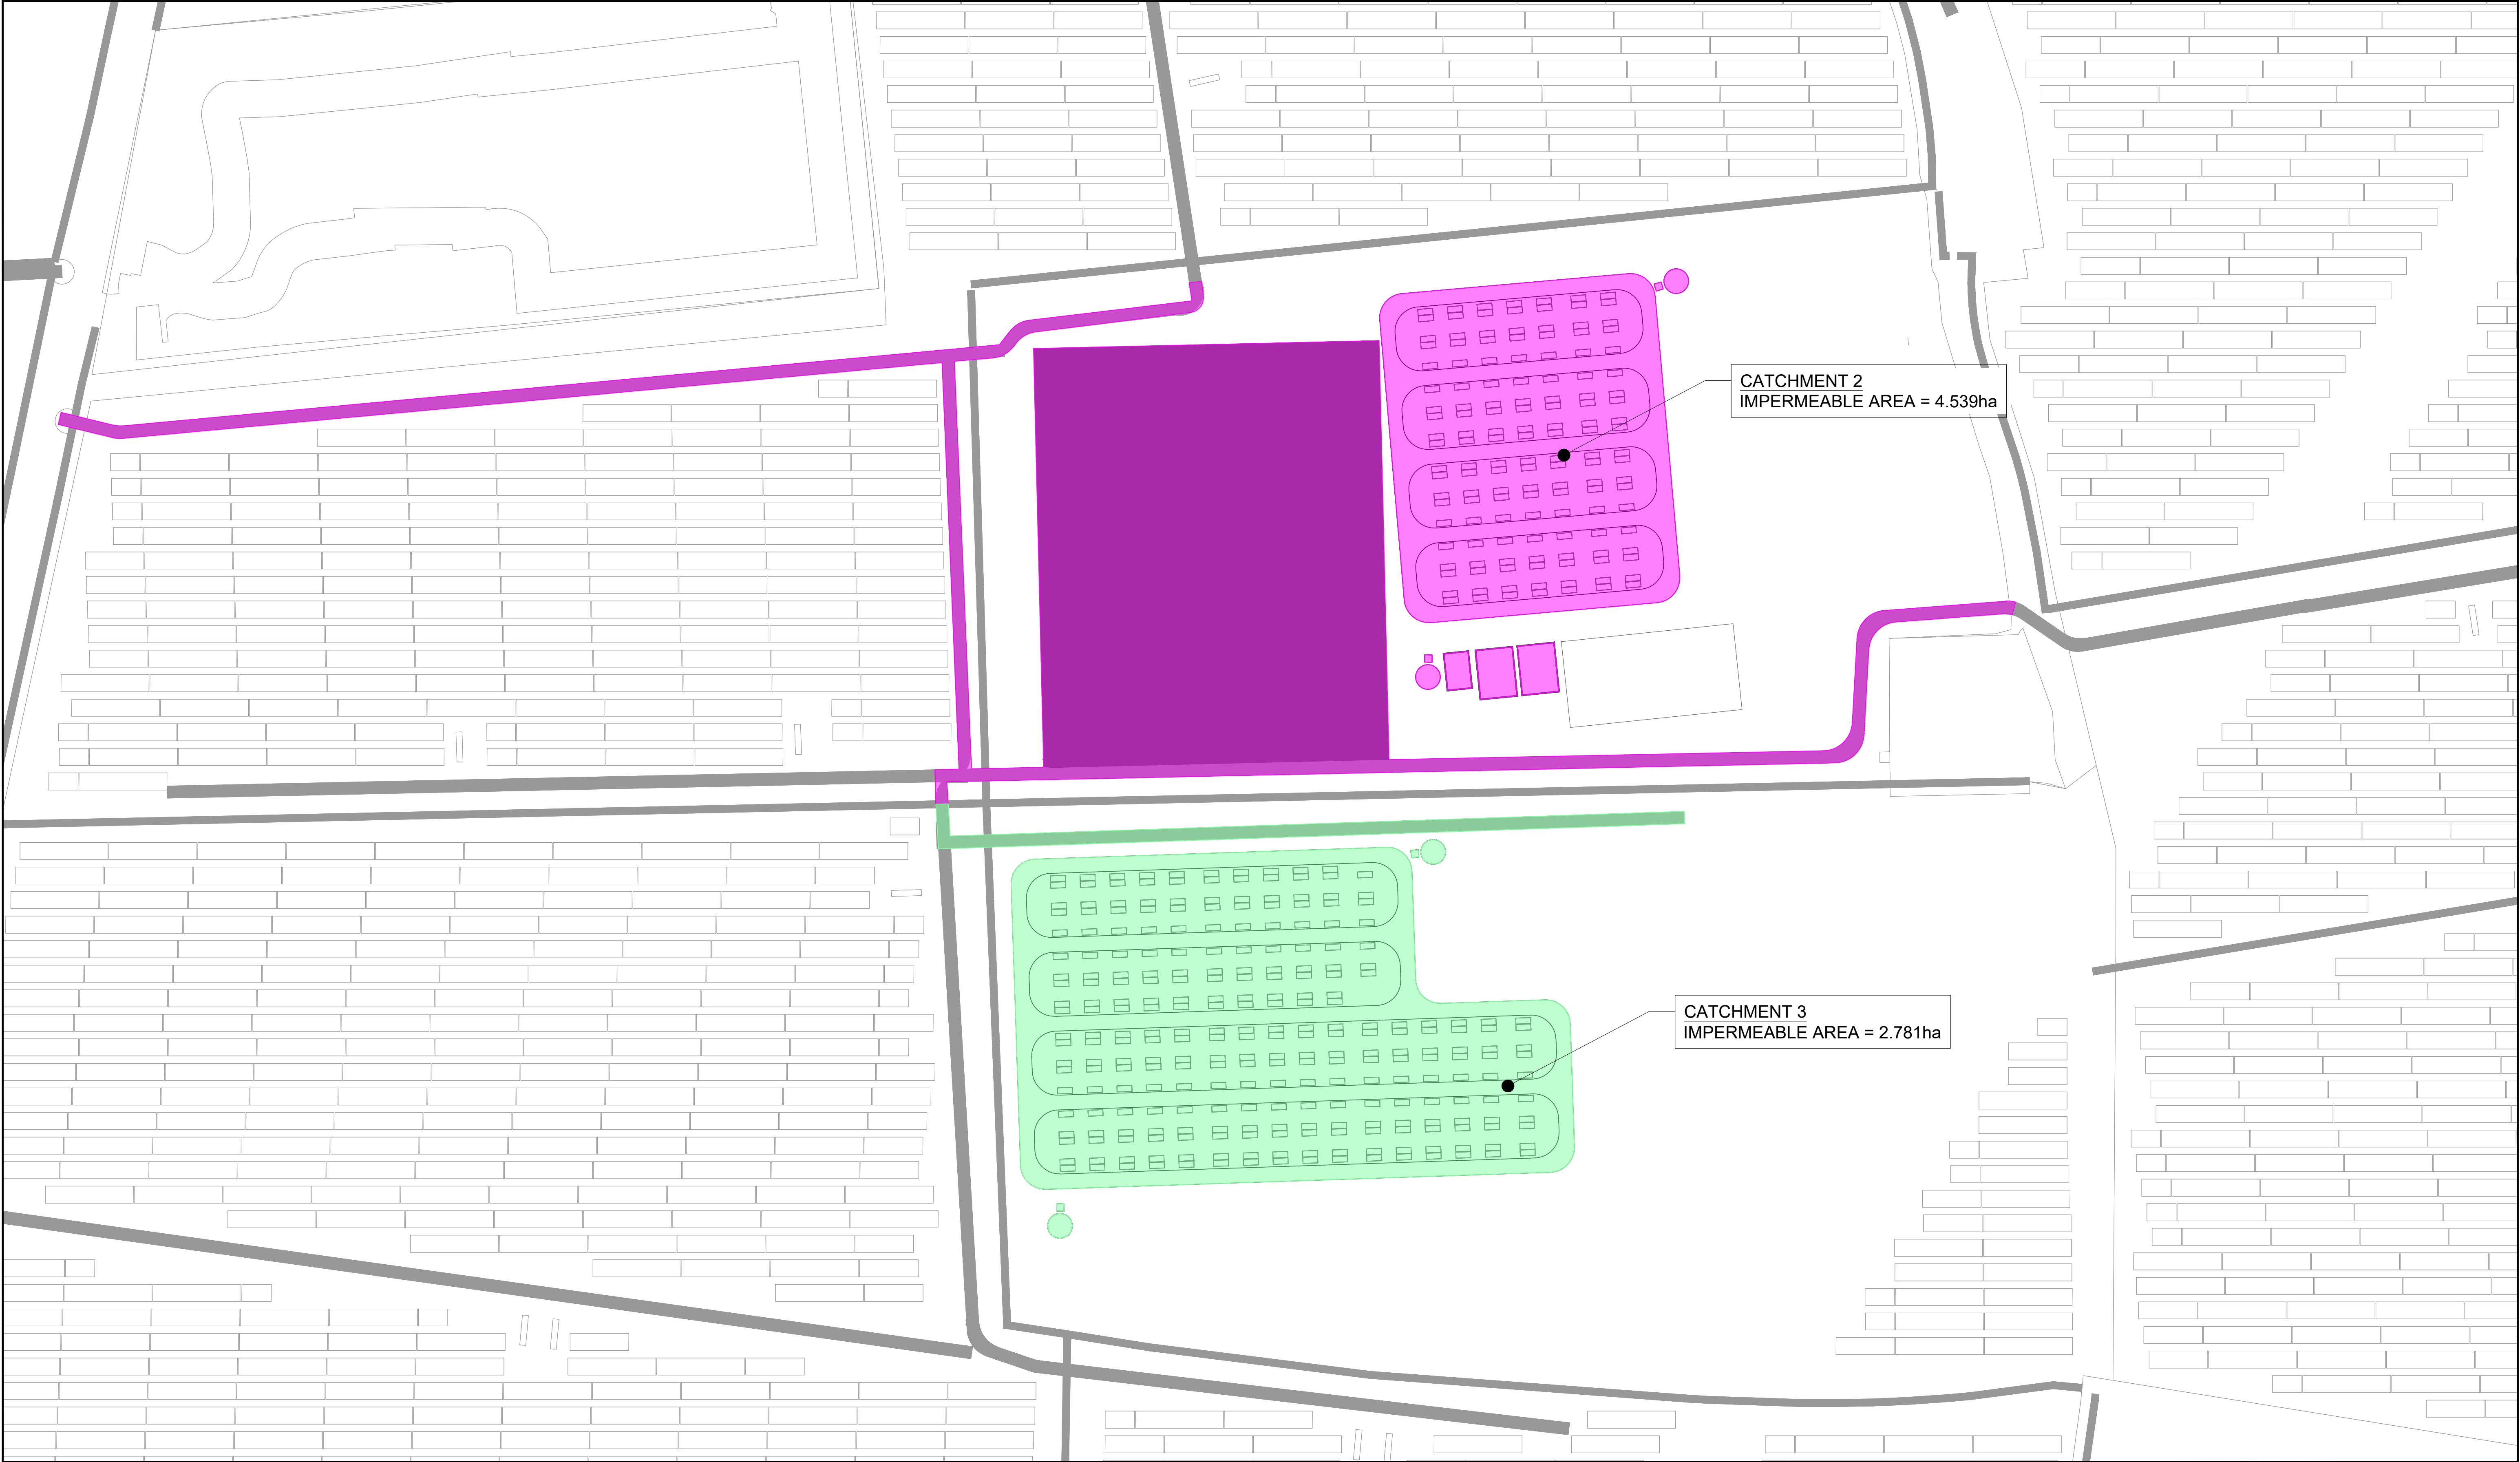 CATCHMENT 2
IMPERMEABLE AREA = 4.539ha
CATCHMENT 3
IMPERMEABLE AREA = 2.781ha